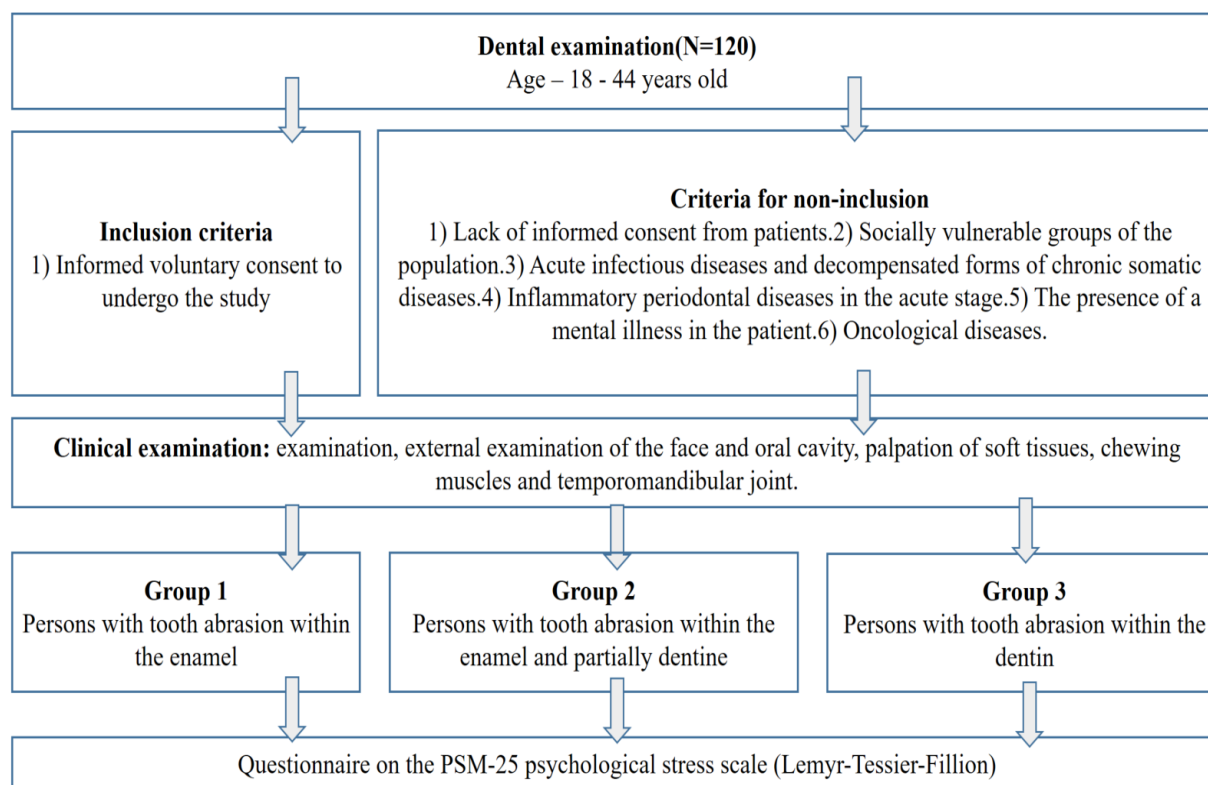 Dental examination(N=120)
Age – 18 - 44 years old
Inclusion criteria
1) Informed voluntary consent to
undergo the study
Criteria for non-inclusion
1) Lack of informed consent from patients.2) Socially vulnerable groups of the
population.3) Acute infectious diseases and decompensated forms of chronic somatic
diseases.4) Inflammatory periodontal diseases in the acute stage.5) The presence of a
mental illness in the patient.6) Oncological diseases.
Clinical examination: examination, external examination of the face and oral cavity, palpation of soft tissues, chewing
muscles and temporomandibular joint.
Group 1
Persons with tooth abrasion within
the enamel
Group 2
Persons with tooth abrasion within the
enamel and partially dentine
Group 3
Persons with tooth abrasion within the
dentin
Questionnaire on the PSM-25 psychological stress scale (Lemyr-Tessier-Fillion)